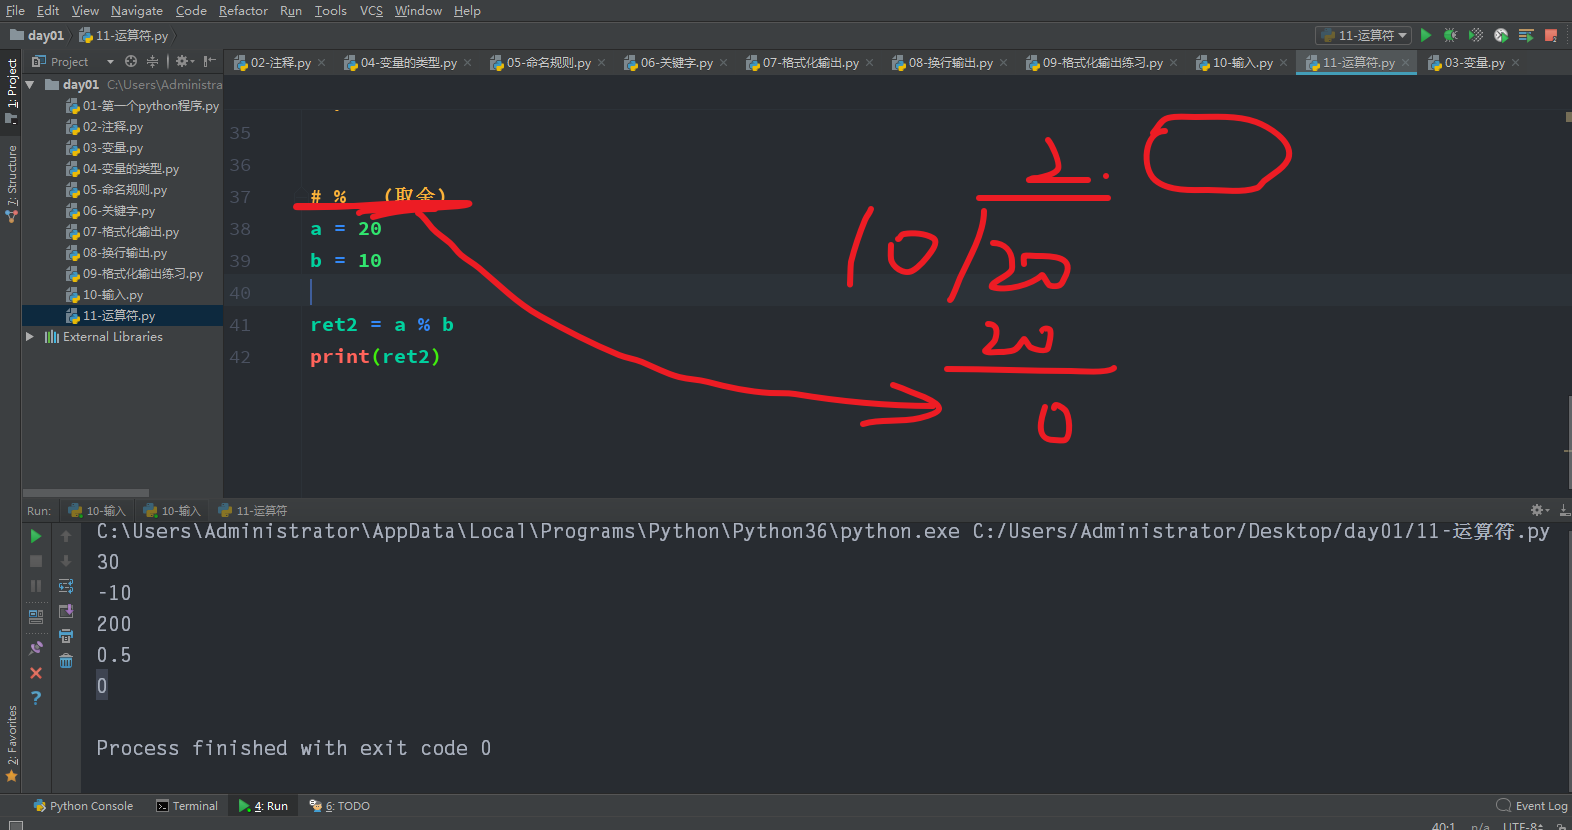 File Edit View Navigate Code Refactor Run Tools VCS Window Help
day01 11-运算符.py 11-运算符
Project
02-注释.py 04-变量的类型.py 05-命名规则.py 06-关键字.py 07-格式化输出.py 08-换行输出.py 09-格式化输出练习.py 10-输入.py 11-运算符.py 03-变量.py
1: Project
7: Structure
2: Favorites
day01 C:\Users\Administra
01-第一个python程序.py
02-注释.py
03-变量.py
04-变量的类型.py
05-命名规则.py
06-关键字.py
07-格式化输出.py
08-换行输出.py
09-格式化输出练习.py
10-输入.py
11-运算符.py
External Libraries
35
36
37 # % (取余)
38 a = 20
39 b = 10
40
41 ret2 = a % b
42 print(ret2)
2.
10/20
20
0
Run: 10-输入 10-输入 11-运算符
C:\Users\Administrator\AppData\Local\Programs\Python\Python36\python.exe C:/Users/Administrator/Desktop/day01/11-运算符.py
30
-10
200
0.5
0
Process finished with exit code 0
Python Console Terminal 4: Run 6: TODO Event Log
40:1 n/a UTF-8